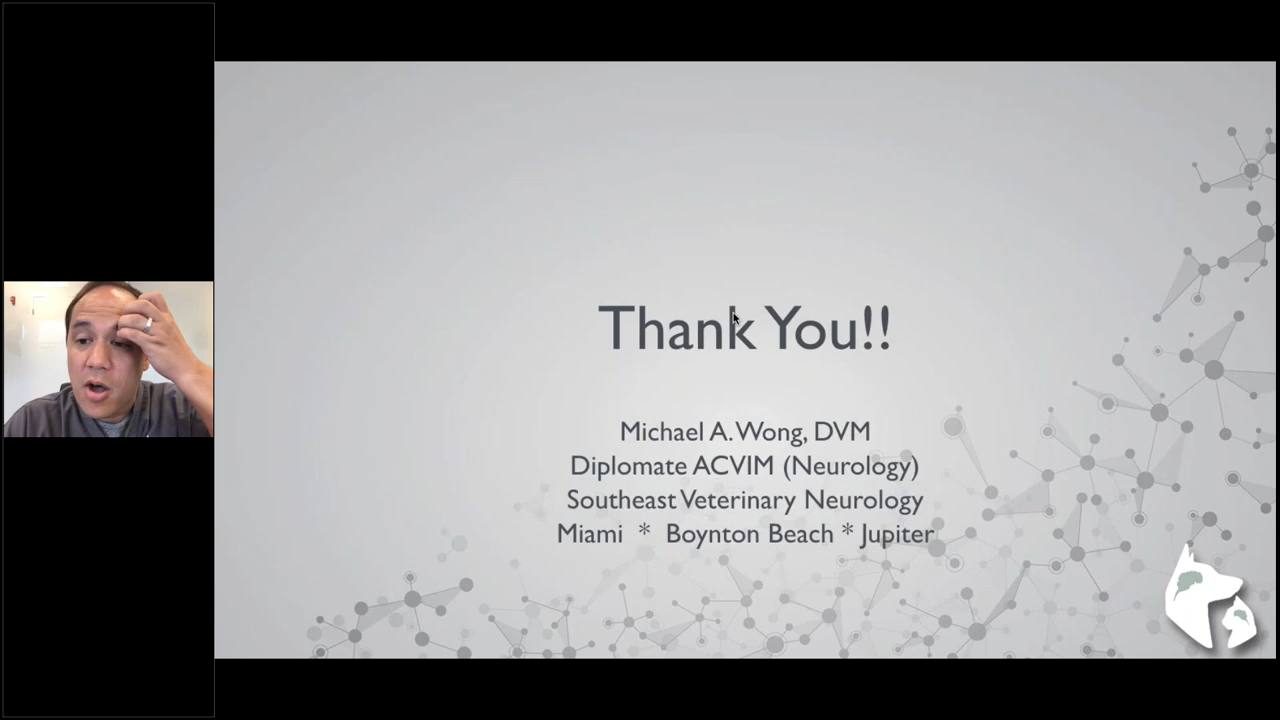 Thank You!!
Michael A. Wong, DVM
Diplomate ACVIM (Neurology)
Southeast Veterinary Neurology
Miami * Boynton Beach * Jupiter